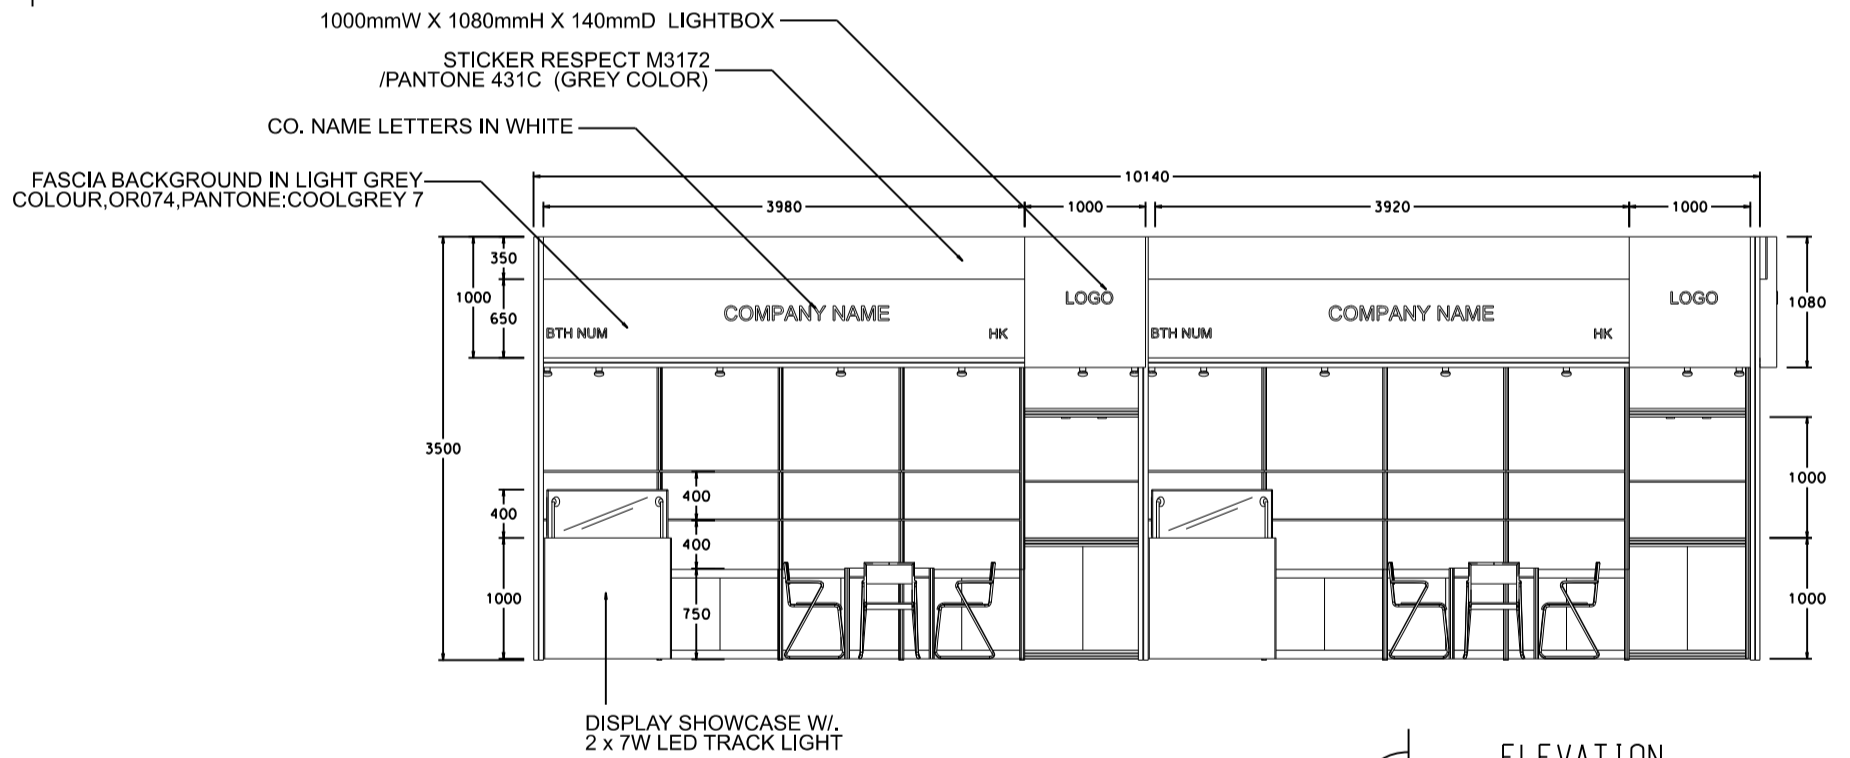 1000mmW X 1080mmH X 140mmD LIGHTBOX
STICKER RESPECT M3172
/PANTONE 431C (GREY COLOR)
CO. NAME LETTERS IN WHITE
FASCIA BACKGROUND IN LIGHT GREY
COLOUR,OR074,PANTONE:COOLGREY 7
10140
3980
1000
3920
1000
350
1000
650
COMPANY NAME
BTH NUM
HK
LOGO
COMPANY NAME
BTH NUM
HK
LOGO
1080
3500
400
1000
400
400
750
1000
1000
DISPLAY SHOWCASE W/.
2 x 7W LED TRACK LIGHT
ELEVATION